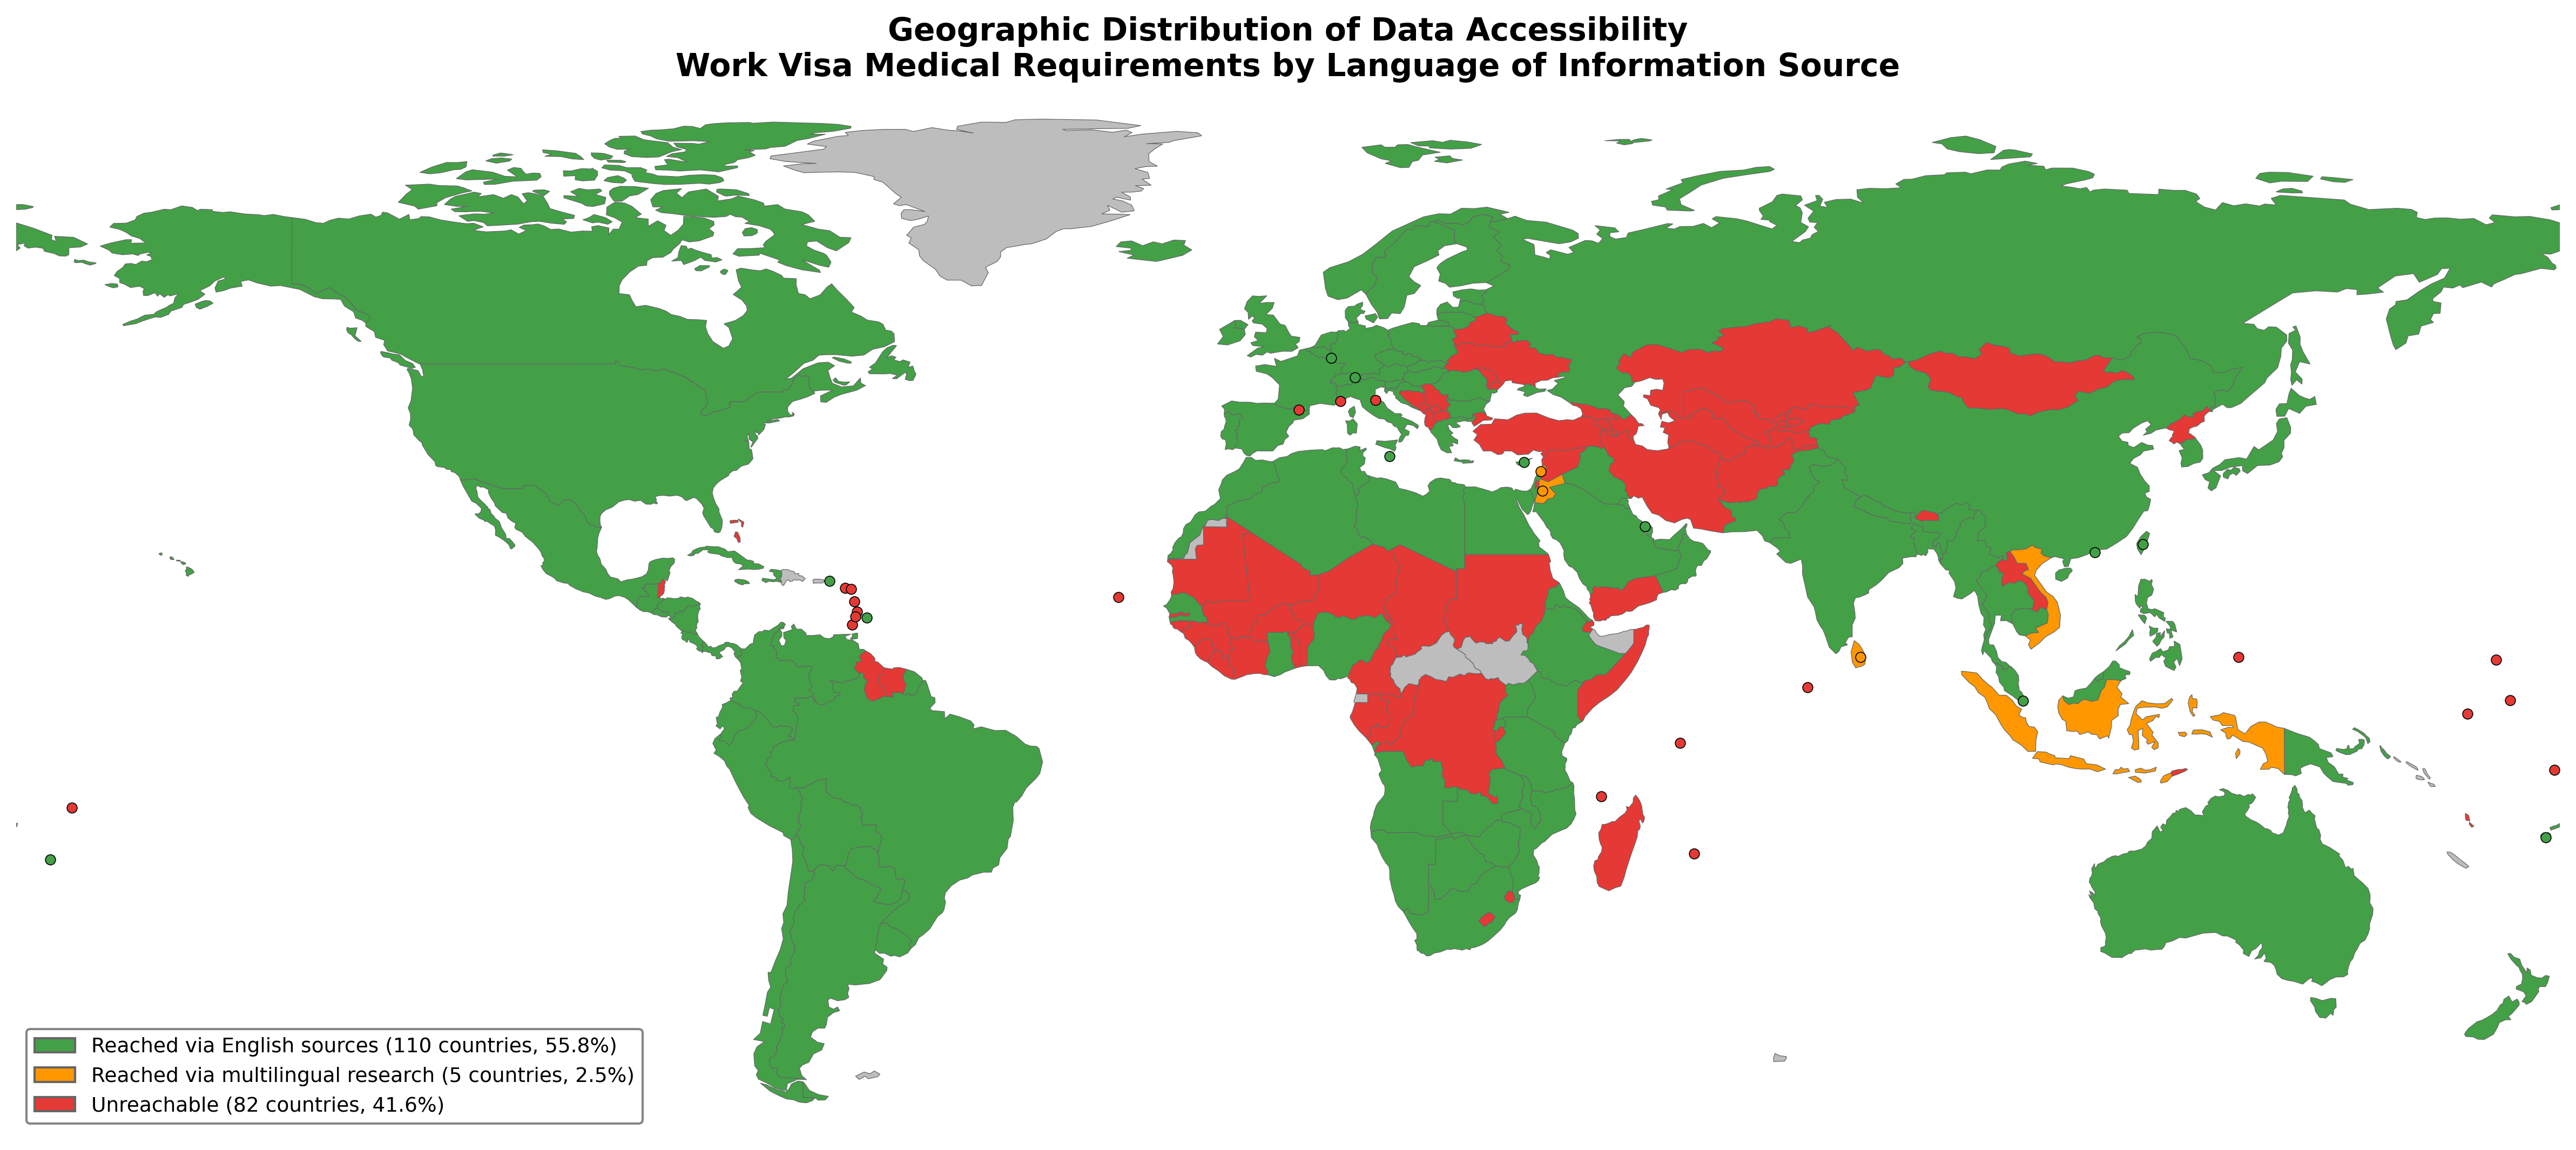 Geographic Distribution of Data Accessibility
Work Visa Medical Requirements by Language of Information Source
Reached via English sources (110 countries, 55.8%)
Reached via multilingual research (5 countries, 2.5%)
Unreachable (82 countries, 41.6%)